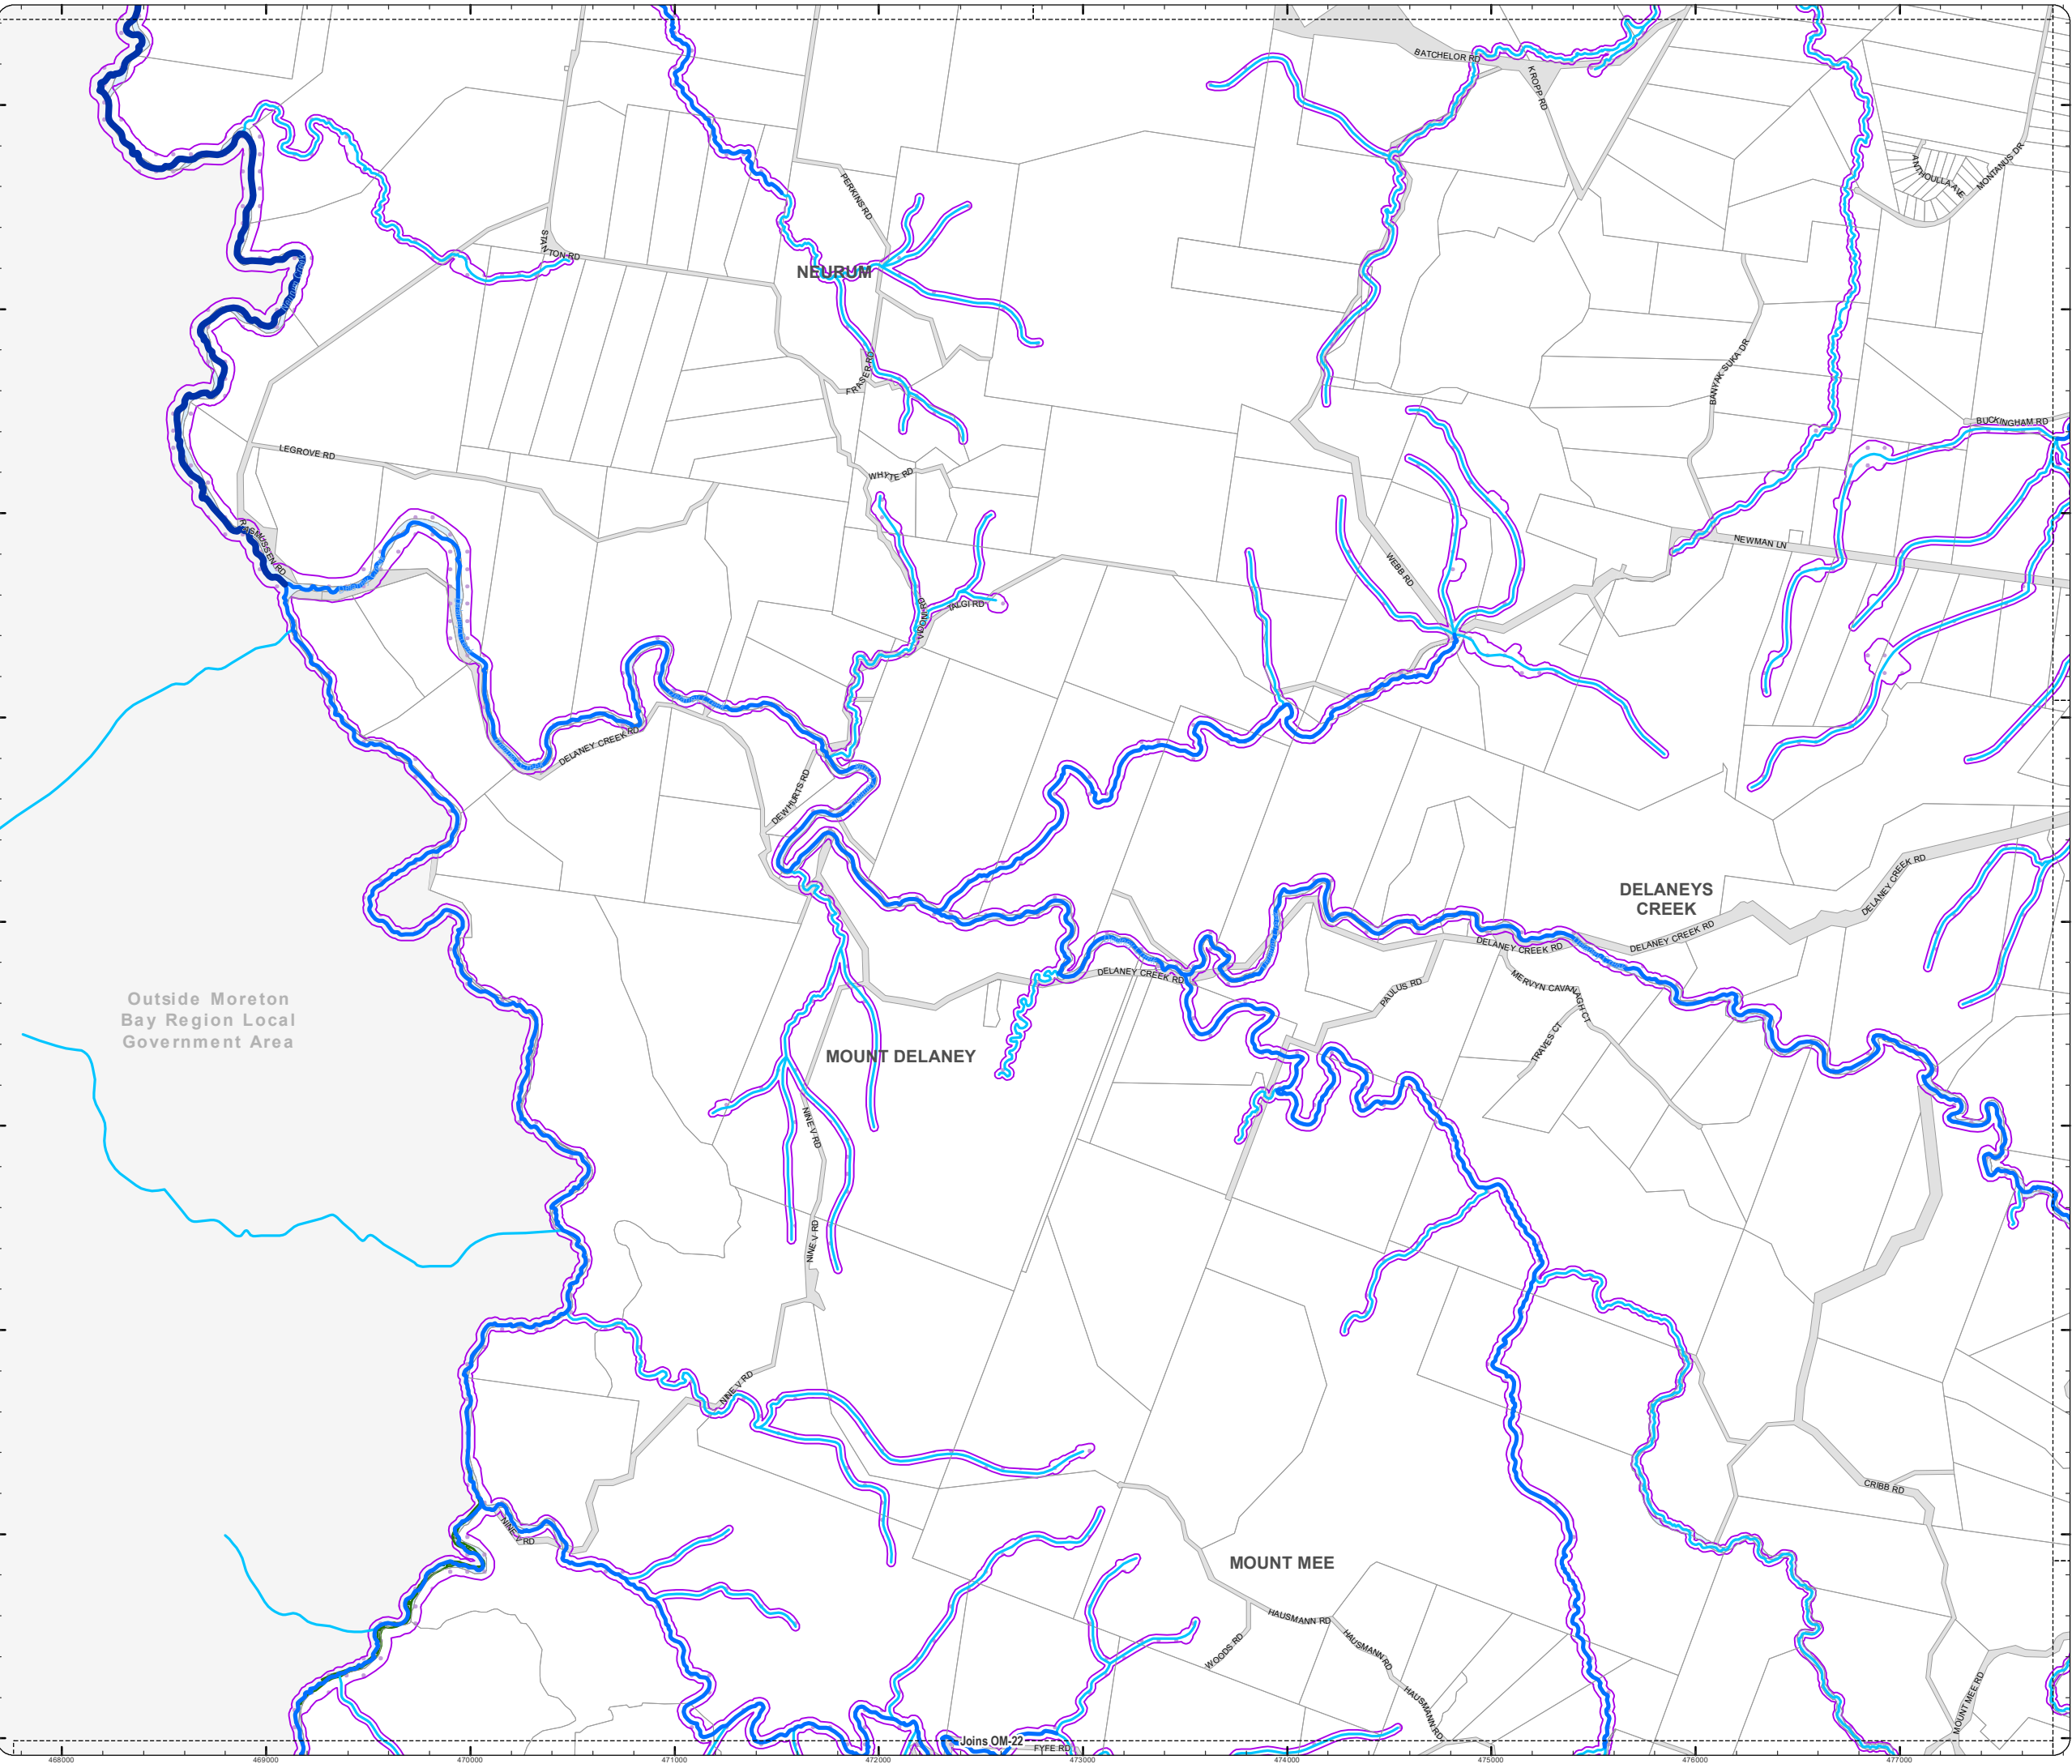 BATCHELOR RD
KROPP RD
ANTHOULLA AVE
MONTANUS DR
PERKINS RD
STANTON RD
NEURUM
BANYAK SUKA DR
FRASER RD
BUCKINGHAM RD
LEGROVE RD
WHYTE RD
RASMUSSEN RD
NEWMAN LN
WEBB RD
DELANEY CREEK RD
DEWHURTS RD
DELANEY CREEK RD
DELANEYS
CREEK
DELANEY CREEK RD
DELANEY CREEK RD
DELANEY CREEK RD
MERVYN CAVANAGH CT
PAULUS RD
TRAVES CT
Outside Moreton
Bay Region Local
Government Area
MOUNT DELANEY
NINE V RD
NINE V RD
NINE V RD
CRIBB RD
NINE V RD
MOUNT MEE
HAUSMANN RD
HAUSMANN RD
WOODS RD
HAUSMANN RD
MOUNT MEE RD
Joins OM-22
FYFE RD
468000
469000
470000
471000
472000
473000
474000
475000
476000
477000